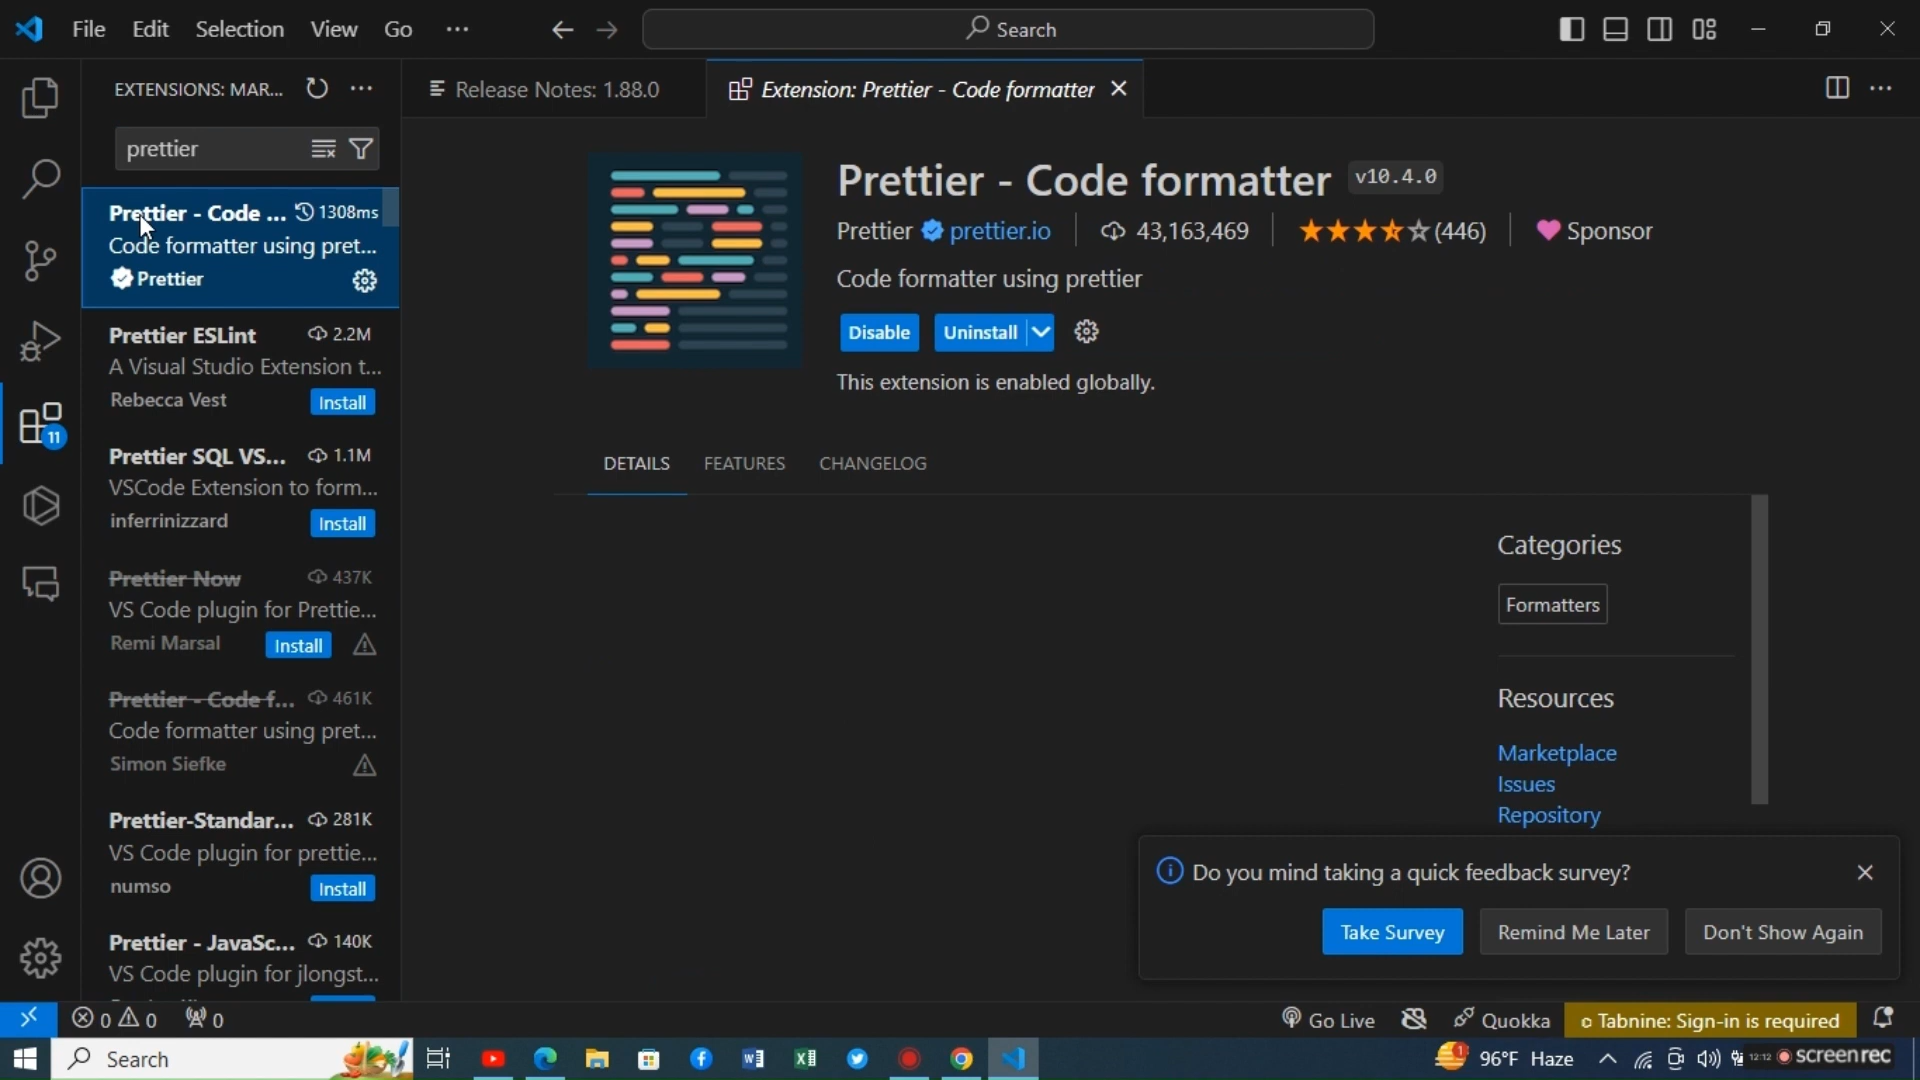 File Edit Selection View Go ···
Search
EXTENSIONS: MAR... ···
Release Notes: 1.88.0
Extension: Prettier - Code formatter
prettier
Prettier - Code ... 1308ms
Code formatter using pret...
Prettier
Prettier ESLint 2.2M
A Visual Studio Extension t...
Rebecca Vest Install
Prettier SQL VS... 1.1M
VSCode Extension to form...
inferrinizzard Install
Prettier Now 437K
VS Code plugin for Prettie...
Remi Marsal Install
Prettier - Code f... 461K
Code formatter using pret...
Simon Siefke
Prettier-Standar... 281K
VS Code plugin for prettie...
numso Install
Prettier - JavaSc... 140K
VS Code plugin for jlongst...
11
Prettier - Code formatter v10.4.0
Prettier prettier.io 43,163,469 (446) Sponsor
Code formatter using prettier
Disable Uninstall
This extension is enabled globally.
DETAILS FEATURES CHANGELOG
Categories
Formatters
Resources
Marketplace
Issues
Repository
Do you mind taking a quick feedback survey?
Take Survey Remind Me Later Don't Show Again
0 0 0
Go Live Quokka Tabnine: Sign-in is required
Search
1 96°F Haze 12:12 screenrec